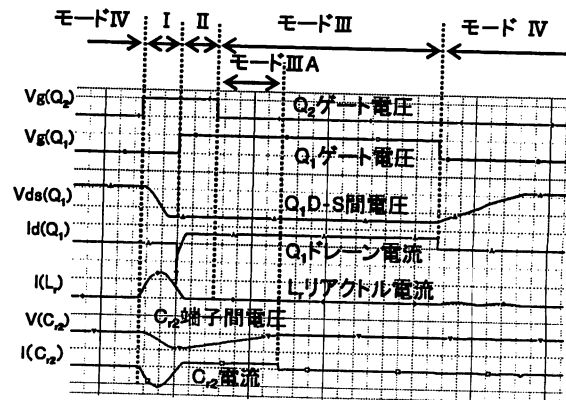 モードⅣ Ⅰ Ⅱ モードⅢ モード Ⅳ
モードⅢA
Vg(Q2) Q2ゲート電圧
Vg(Q1) Q1ゲート電圧
Vds(Q1) Q1D-S間電圧
Id(Q1) Q1ドレーン電流
I(Lr) Lrリアクトル電流
V(Cr2) Cr2端子間電圧
I(Cr2) Cr2電流